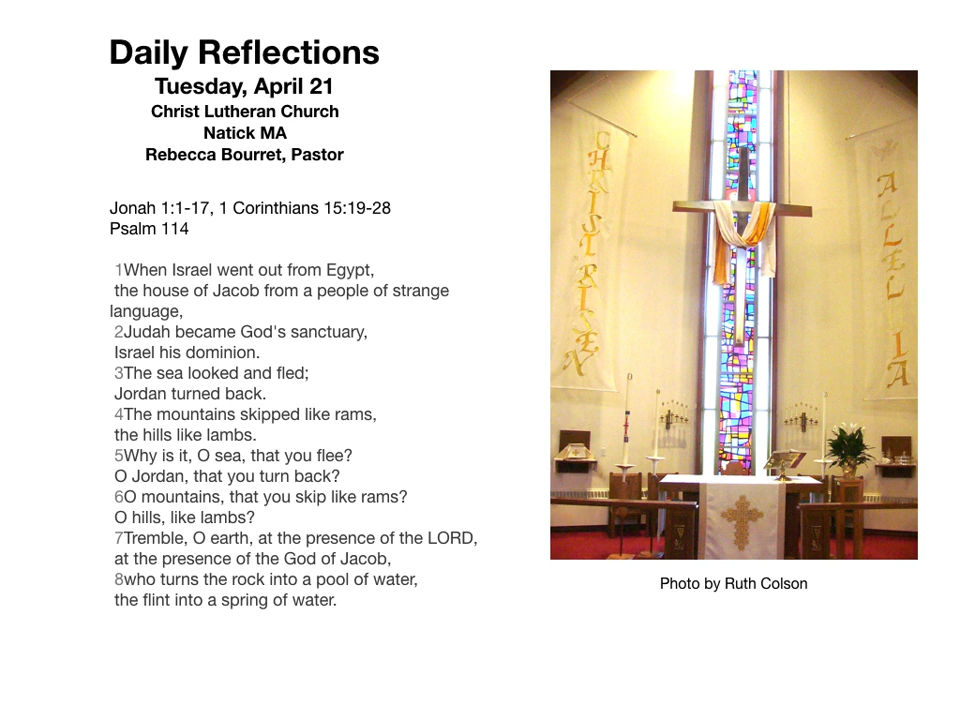 Daily Reflections
Tuesday, April 21
Christ Lutheran Church
Natick MA
Rebecca Bourret, Pastor
Jonah 1:1-17, 1 Corinthians 15:19-28
Psalm 114
1When Israel went out from Egypt,
the house of Jacob from a people of strange
language,
2Judah became God's sanctuary,
Israel his dominion.
3The sea looked and fled;
Jordan turned back.
4The mountains skipped like rams,
the hills like lambs.
5Why is it, O sea, that you flee?
O Jordan, that you turn back?
6O mountains, that you skip like rams?
O hills, like lambs?
7Tremble, O earth, at the presence of the LORD,
at the presence of the God of Jacob,
8who turns the rock into a pool of water,
the flint into a spring of water.
CHRIST IS RISEN
ALLEL IA
Photo by Ruth Colson